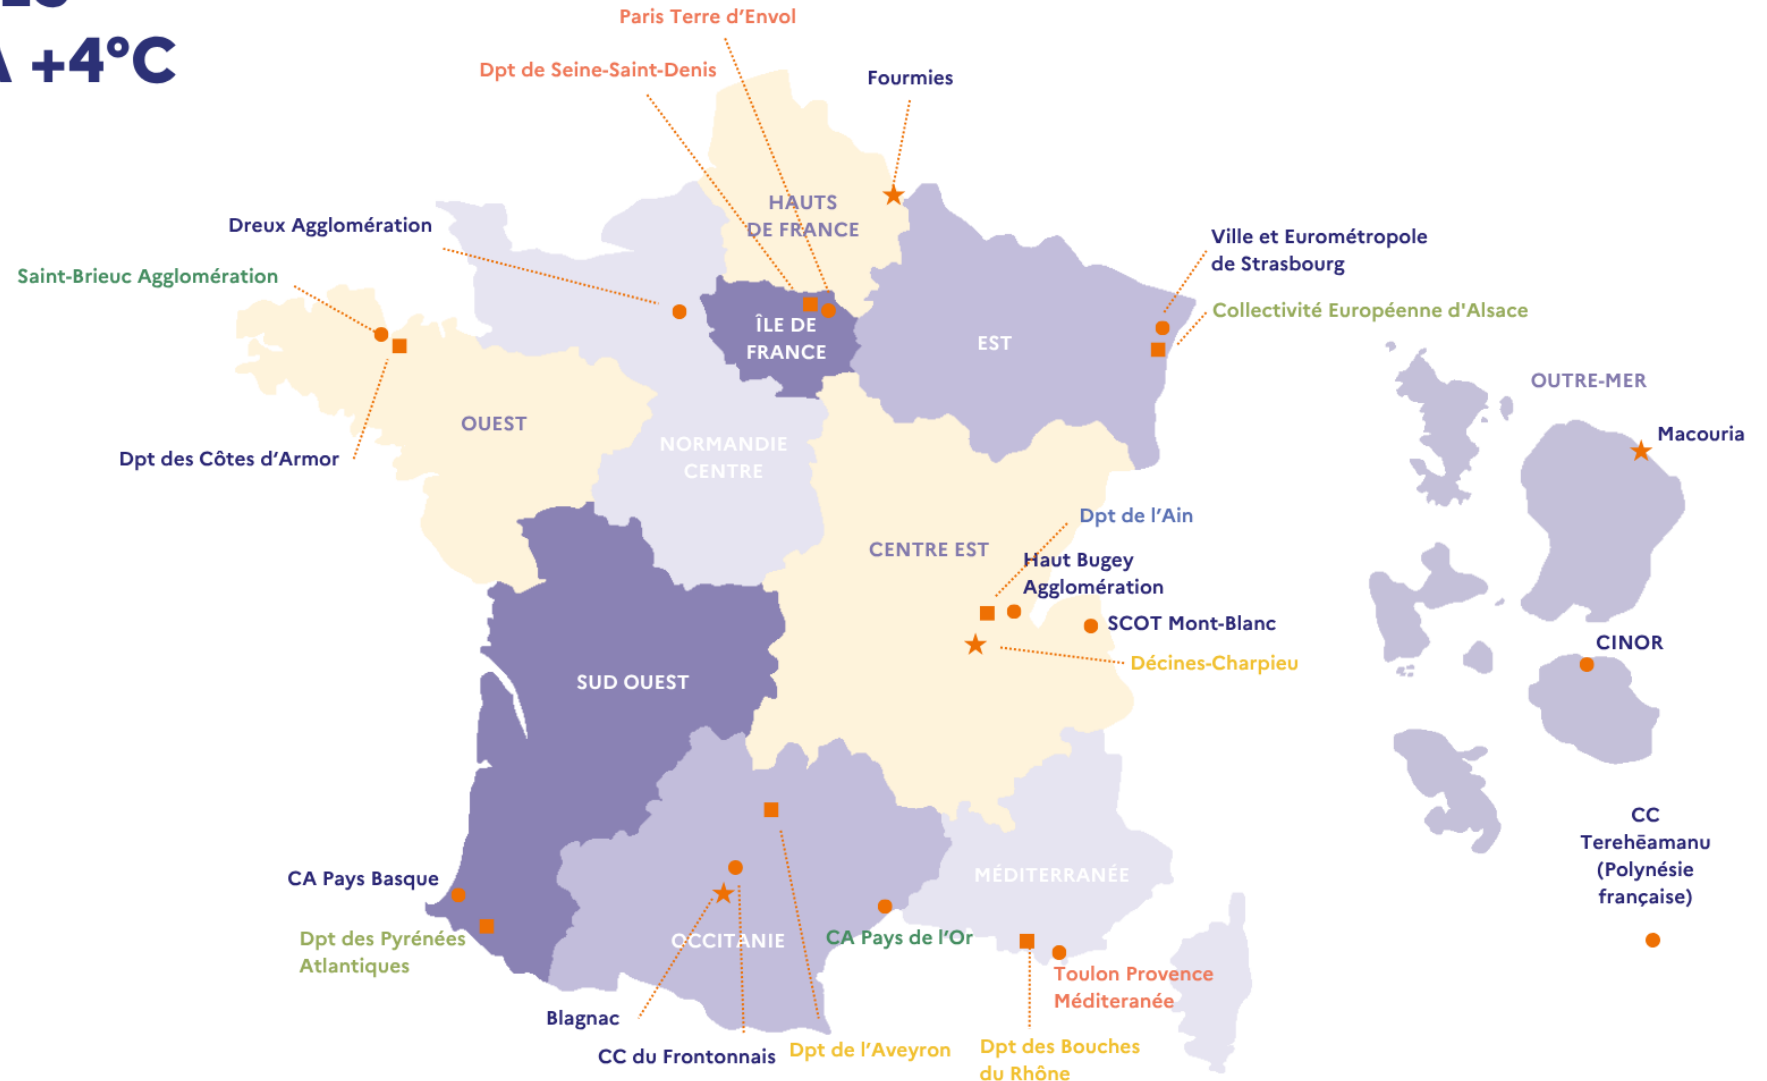 À +4°C
Paris Terre d'Envol
Dpt de Seine-Saint-Denis
Fourmies
HAUTS
DE FRANCE
Dreux Agglomération
Saint-Brieuc Agglomération
Ville et Eurométropole
de Strasbourg
Collectivité Européenne d'Alsace
ÎLE DE
FRANCE
EST
OUTRE-MER
OUEST
Macouria
NORMANDIE
CENTRE
Dpt des Côtes d'Armor
Dpt de l'Ain
CENTRE EST
Haut Bugey
Agglomération
SCOT Mont-Blanc
CINOR
Décines-Charpieu
SUD OUEST
CC
Terehēamanu
(Polynésie
française)
CA Pays Basque
MÉDITERRANÉE
Dpt des Pyrénées
Atlantiques
OCCITANIE
CA Pays de l'Or
Toulon Provence
Méditeranée
Blagnac
CC du Frontonnais
Dpt de l'Aveyron
Dpt des Bouches
du Rhône